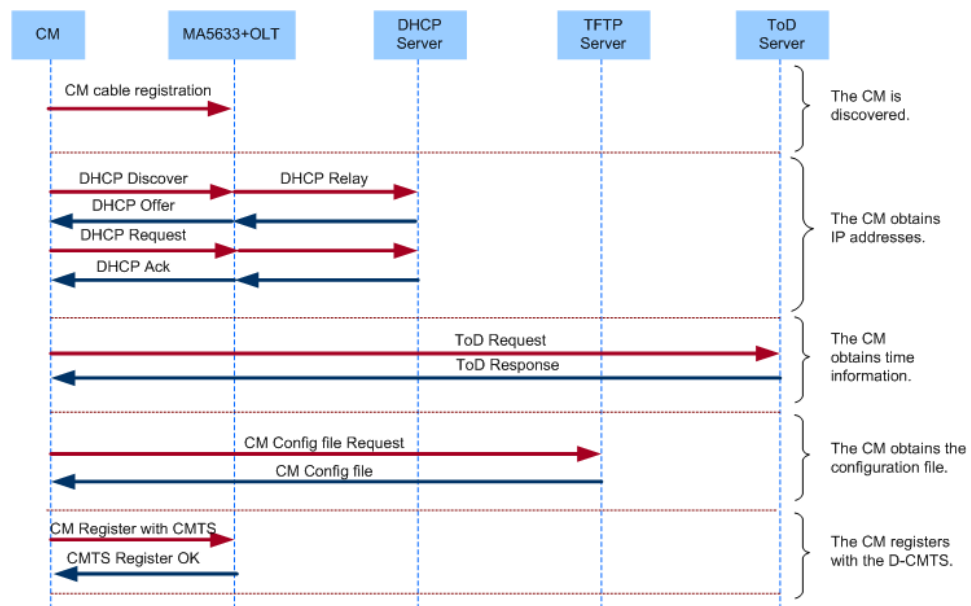 CM
MA5633+OLT
DHCP
Server
TFTP
Server
ToD
Server
CM cable registration
The CM is
discovered.
DHCP Discover
DHCP Relay
DHCP Offer
DHCP Request
DHCP Ack
The CM obtains
IP addresses.
ToD Request
ToD Response
The CM
obtains time
information.
CM Config file Request
CM Config file
The CM obtains the
configuration file.
CM Register with CMTS
CMTS Register OK
The CM registers
with the D-CMTS.